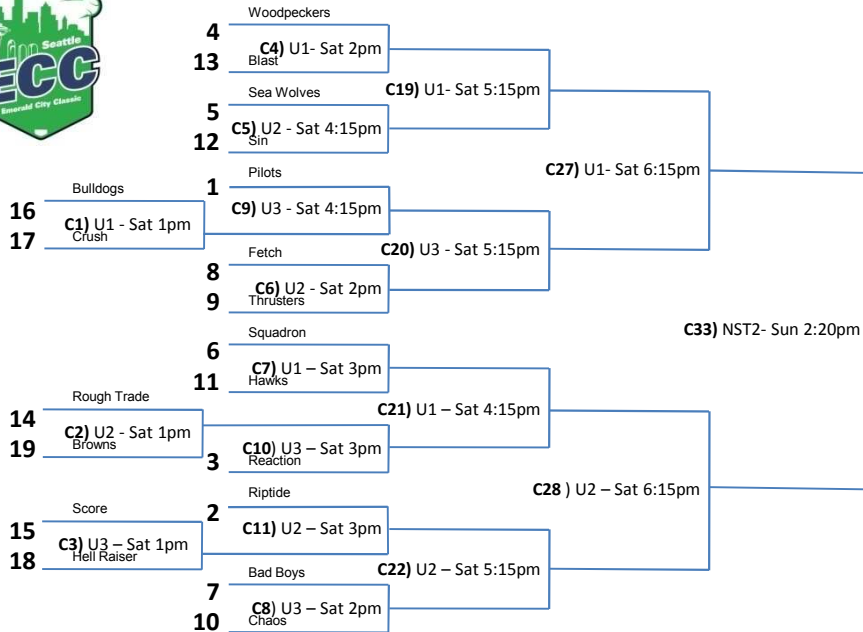 Seattle
ECC
Emerald City Classic
Woodpeckers
4
C4) U1- Sat 2pm
13
Blast
C19) U1- Sat 5:15pm
Sea Wolves
5
C5) U2 - Sat 4:15pm
12
Sin
C27) U1- Sat 6:15pm
Pilots
1
Bulldogs
16
C9) U3 - Sat 4:15pm
C1) U1 - Sat 1pm
17
Crush
C20) U3 - Sat 5:15pm
Fetch
8
C6) U2 - Sat 2pm
9
Thrusters
C33) NST2- Sun 2:20pm
Squadron
6
C7) U1 – Sat 3pm
11
Hawks
Rough Trade
14
C21) U1 – Sat 4:15pm
C2) U2 - Sat 1pm
19
Browns
C10) U3 – Sat 3pm
3
Reaction
C28 ) U2 – Sat 6:15pm
Riptide
2
Score
15
C11) U2 – Sat 3pm
C3) U3 – Sat 1pm
18
Hell Raiser
C22) U2 – Sat 5:15pm
Bad Boys
7
C8) U3 – Sat 2pm
10
Chaos